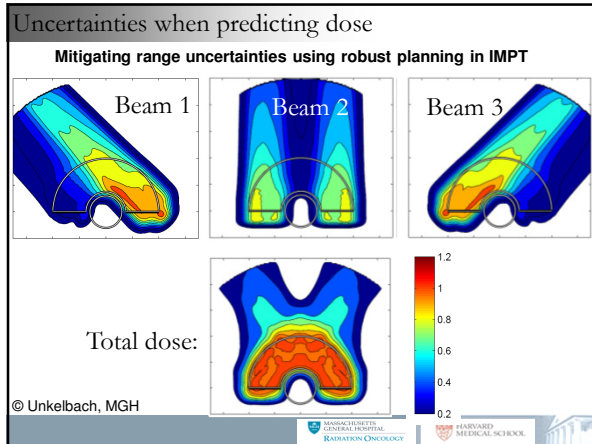 Uncertainties when predicting dose
Mitigating range uncertainties using robust planning in IMPT
Beam 1
Beam 2
Beam 3
Total dose:
1.2
1
0.8
0.6
0.4
0.2
© Unkelbach, MGH
MASSACHUSETTS
GENERAL HOSPITAL
RADIATION ONCOLOGY
HARVARD
MEDICAL SCHOOL